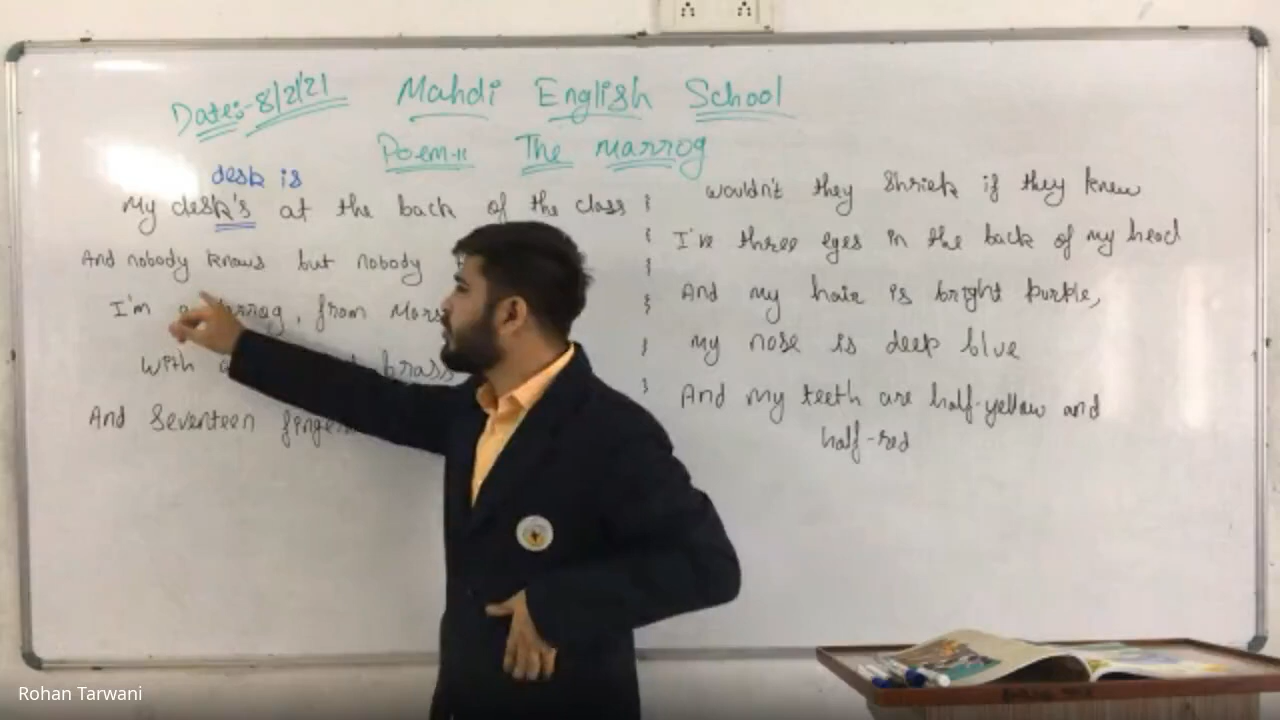 Date:-8/2/21
Mahdi English School
Poem-11 The marrog
desk is
My desk's at the back of the class
And nobody knows but nobody
I'm a marrog, from Mars
With brass
And Seventeen finge
wouldn't they Shriek if they knew
I've three eyes in the back of my head
And my hair is bright purple,
my nose is deep blue
And my teeth are half-yellow and
half-red
Rohan Tarwani